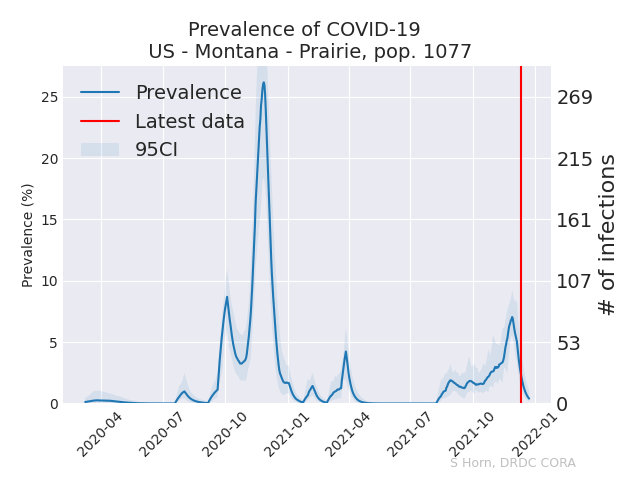 Prevalence of COVID-19
US - Montana - Prairie, pop. 1077
Prevalence
Latest data
95CI
Prevalence (%)
25
20
15
10
5
0
269
215
161
107
53
0
# of infections
2020-04
2020-07
2020-10
2021-01
2021-04
2021-07
2021-10
2022-01
S Horn, DRDC CORA